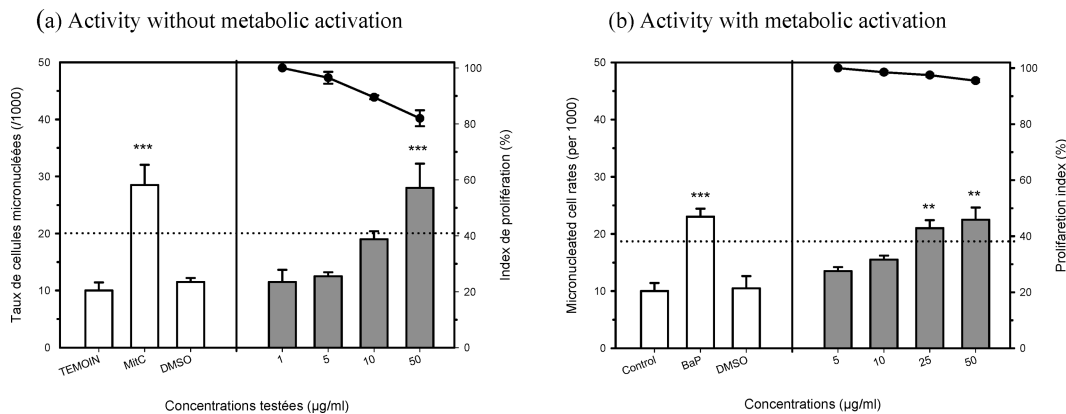 (a) Activity without metabolic activation
Taux de cellules micronucléées (/1000)
50
40
30
20
10
0
***
***
100
80
60
40
20
0
Index de prolifération (%)
TEMOIN
MitC
DMSO
1
5
10
50
Concentrations testées (µg/ml)
(b) Activity with metabolic activation
Micronucleated cell rates (per 1000)
50
40
30
20
10
0
***
**
**
100
80
60
40
20
0
Prolifaretion index (%)
Control
BaP
DMSO
5
10
25
50
Concentrations (µg/ml)